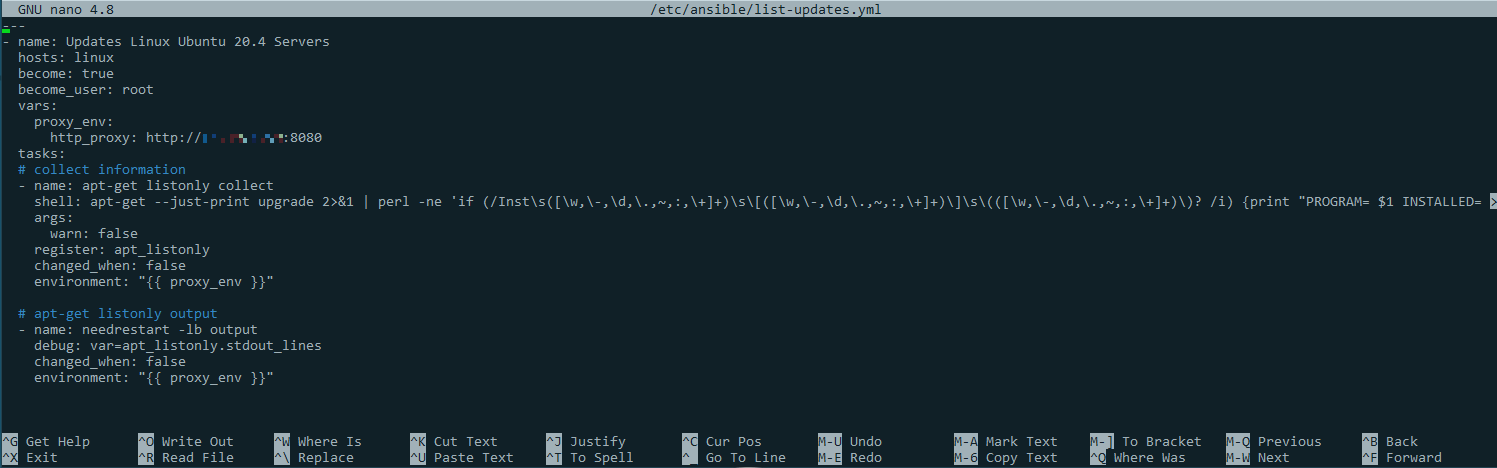 GNU nano 4.8 /etc/ansible/list-updates.yml
---
- name: Updates Linux Ubuntu 20.4 Servers
  hosts: linux
  become: true
  become_user: root
  vars:
    proxy_env:
      http_proxy: http:// :8080
  tasks:
  # collect information
  - name: apt-get listonly collect
    shell: apt-get --just-print upgrade 2>&1 | perl -ne 'if (/Inst\s([\w,\-,\d,\.,~,:,\+]+)\s\[([\w,\-,\d,\.,~,:,\+]+)\]\s\(([\w,\-,\d,\.,~,:,\+]+)\)? /i) {print "PROGRAM= $1 INSTALLED= >
    args:
      warn: false
    register: apt_listonly
    changed_when: false
    environment: "{{ proxy_env }}"
  # apt-get listonly output
  - name: needrestart -lb output
    debug: var=apt_listonly.stdout_lines
    changed_when: false
    environment: "{{ proxy_env }}"
^G Get Help ^O Write Out ^W Where Is ^K Cut Text ^J Justify ^C Cur Pos M-U Undo M-A Mark Text M-] To Bracket M-Q Previous ^B Back
^X Exit ^R Read File ^\ Replace ^U Paste Text ^T To Spell ^_ Go To Line M-E Redo M-6 Copy Text ^Q Where Was M-W Next ^F Forward